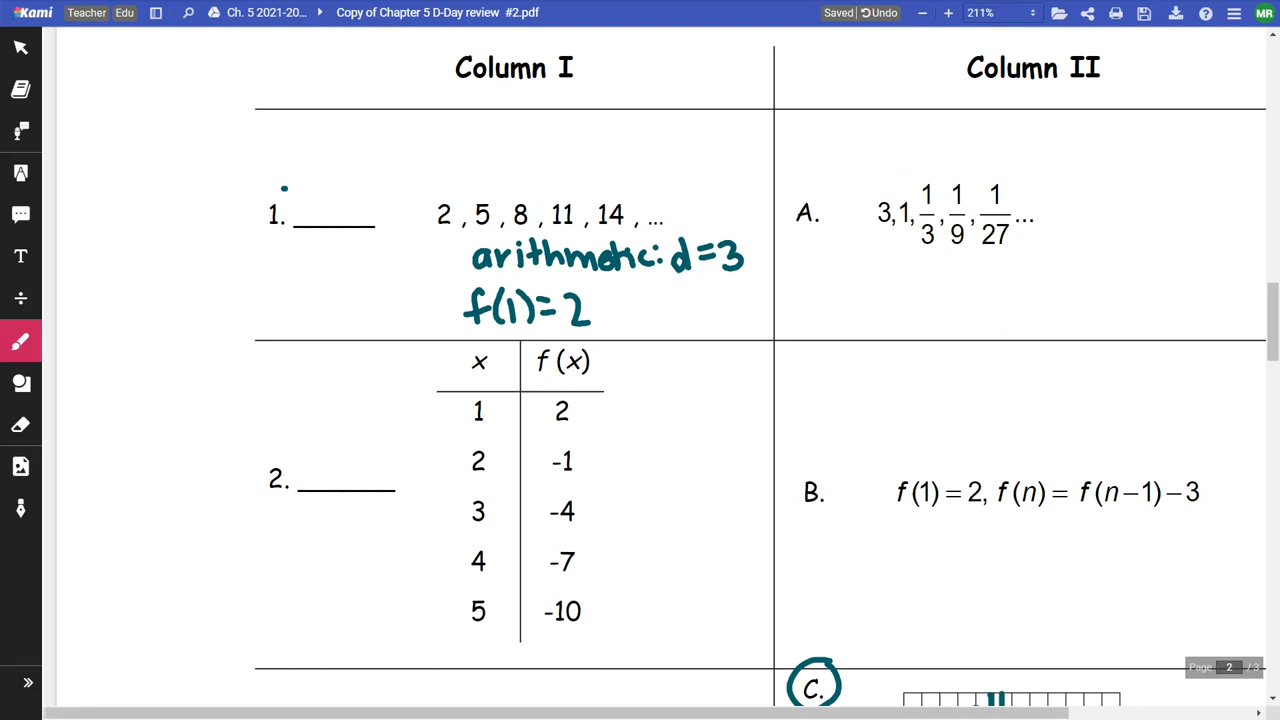 Kami Teacher Edu Ch. 5 2021-20... Copy of Chapter 5 D-Day review #2.pdf Saved Undo 211% MR
Column I
Column II
1. ______ 2 , 5 , 8 , 11 , 14 , ...
arithmetic: d=3
f(1)=2
A. 3,1,1/3,1/9,1/27...
x f (x)
1 2
2 -1
3 -4
4 -7
5 -10
2. _______
B. f(1) = 2, f(n) = f(n−1) − 3
C.
Page 2 / 3